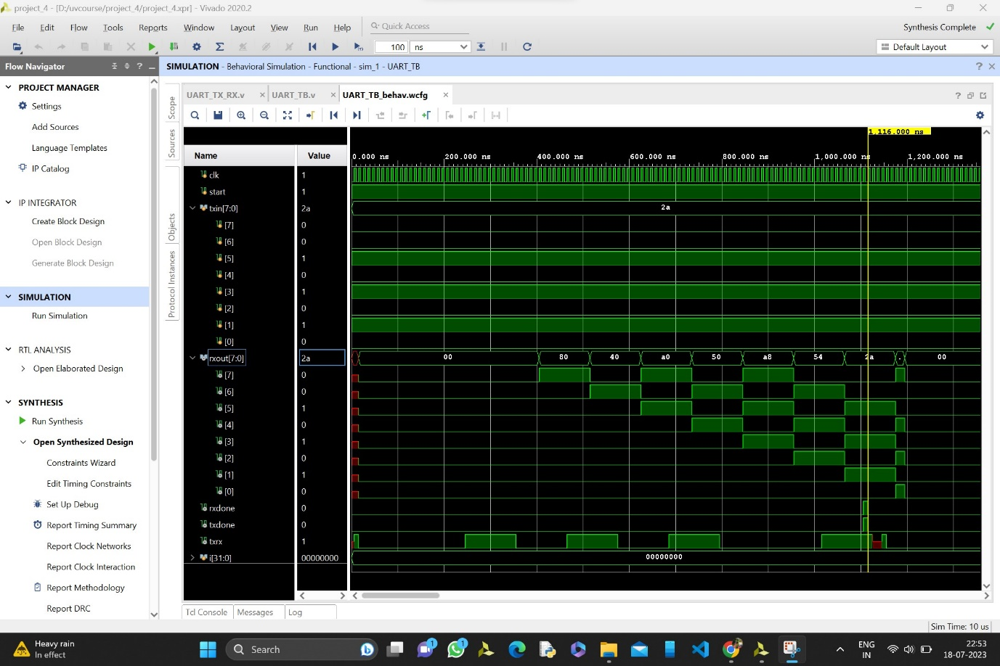 project_4 - [D:/uvcourse/project_4/project_4.xpr] - Vivado 2020.2
File Edit Flow Tools Reports Window Layout View Run Help Quick Access
Synthesis Complete
100 ns
Default Layout
Flow Navigator
SIMULATION - Behavioral Simulation - Functional - sim_1 - UART_TB
PROJECT MANAGER
Settings
Add Sources
Language Templates
IP Catalog
IP INTEGRATOR
Create Block Design
Open Block Design
Generate Block Design
SIMULATION
Run Simulation
RTL ANALYSIS
Open Elaborated Design
SYNTHESIS
Run Synthesis
Open Synthesized Design
Constraints Wizard
Edit Timing Constraints
Set Up Debug
Report Timing Summary
Report Clock Networks
Report Clock Interaction
Report Methodology
Report DRC
Scope
Sources
Objects
Protocol Instances
UART_TX_RX.v UART_TB.v UART_TB_behav.wcfg
1,116.000 ns
Name Value
0.000 ns 200.000 ns 400.000 ns 600.000 ns 800.000 ns 1,000.000 ns 1,200.000 ns
clk 1
start 1
txin[7:0] 2a 2a
[7] 0
[6] 0
[5] 1
[4] 0
[3] 1
[2] 0
[1] 1
[0] 0
rxout[7:0] 2a 00 80 40 a0 50 a8 54 2a . 00
[7] 0
[6] 0
[5] 1
[4] 0
[3] 1
[2] 0
[1] 1
[0] 0
rxdone 0
txdone 0
txrx 1
i[31:0] 00000000 00000000
Tcl Console Messages Log
Sim Time: 10 us
Heavy rain
In effect
Search
1
1
ENG
IN
22:53
18-07-2023